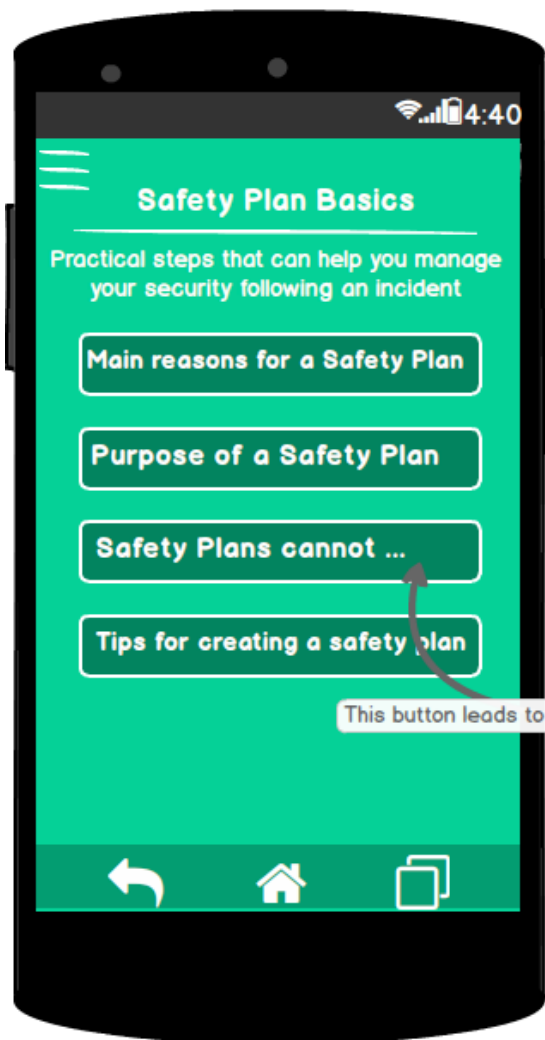 4:40
Safety Plan Basics
Practical steps that can help you manage
your security following an incident
Main reasons for a Safety Plan
Purpose of a Safety Plan
Safety Plans cannot ...
Tips for creating a safety plan
This button leads to